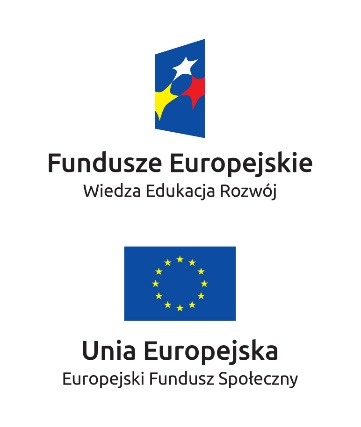 Fundusze Europejskie
Wiedza Edukacja Rozwój
Unia Europejska
Europejski Fundusz Społeczny